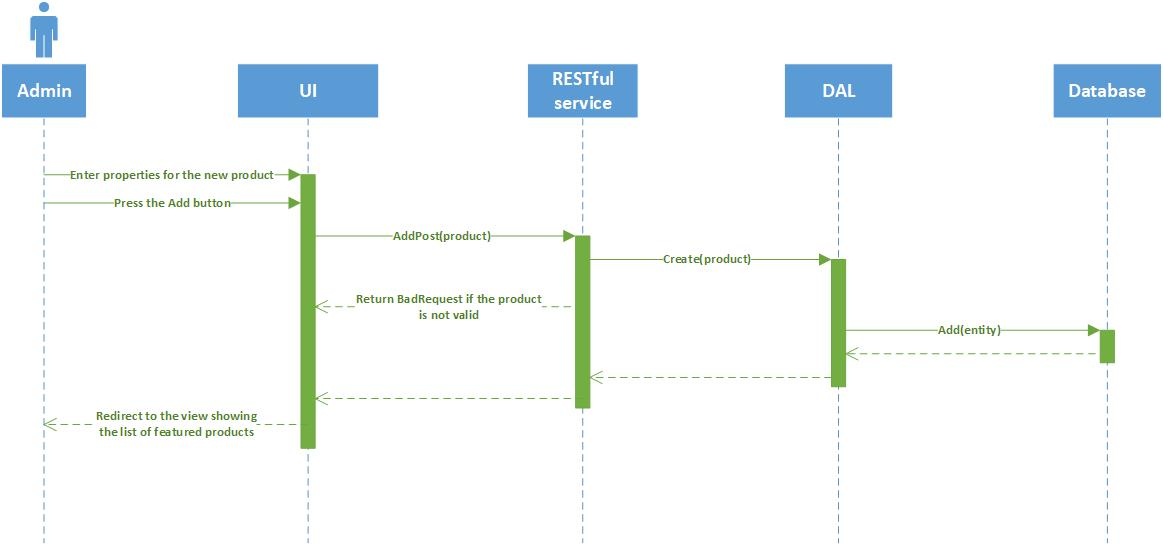 Admin
UI
RESTful
service
DAL
Database
Enter properties for the new product
Press the Add button
AddPost(product)
Create(product)
Return BadRequest if the product
is not valid
Add(entity)
Redirect to the view showing
the list of featured products